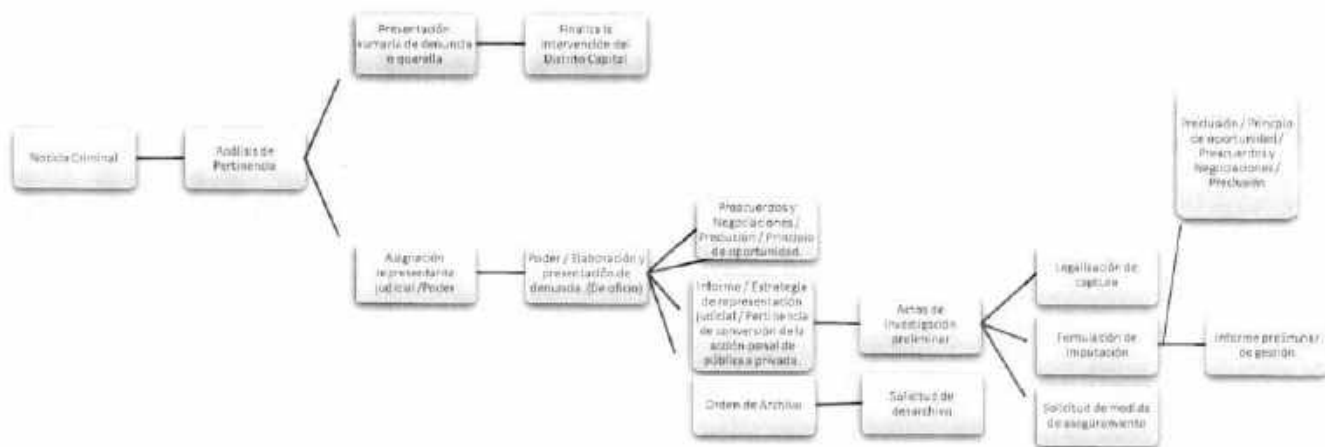 Presentación
sumaria de denuncia
o querella
Finaliza la
intervención del
Distrito Capital
Noticia Criminal
Análisis de
Pertinencia
Asignación
representante
judicial /Poder
Poder / Elaboración y
presentación de
denuncia. (De oficio)
Preacuerdos y
Negociaciones /
Preclusión / Principio
de oportunidad.
Informe / Estrategia
de representación
judicial / Pertinencia
de conversión de la
acción penal de
pública a privada.
Orden de Archivo
Actos de
investigación
preliminar
Solicitud de
desarchivo
Legalización de
captura
Formulación de
imputación
Solicitud de medida
de aseguramiento
Preclusión / Principio
de oportunidad /
Preacuerdos y
Negociaciones /
Preclusión
Informe preliminar
de gestión